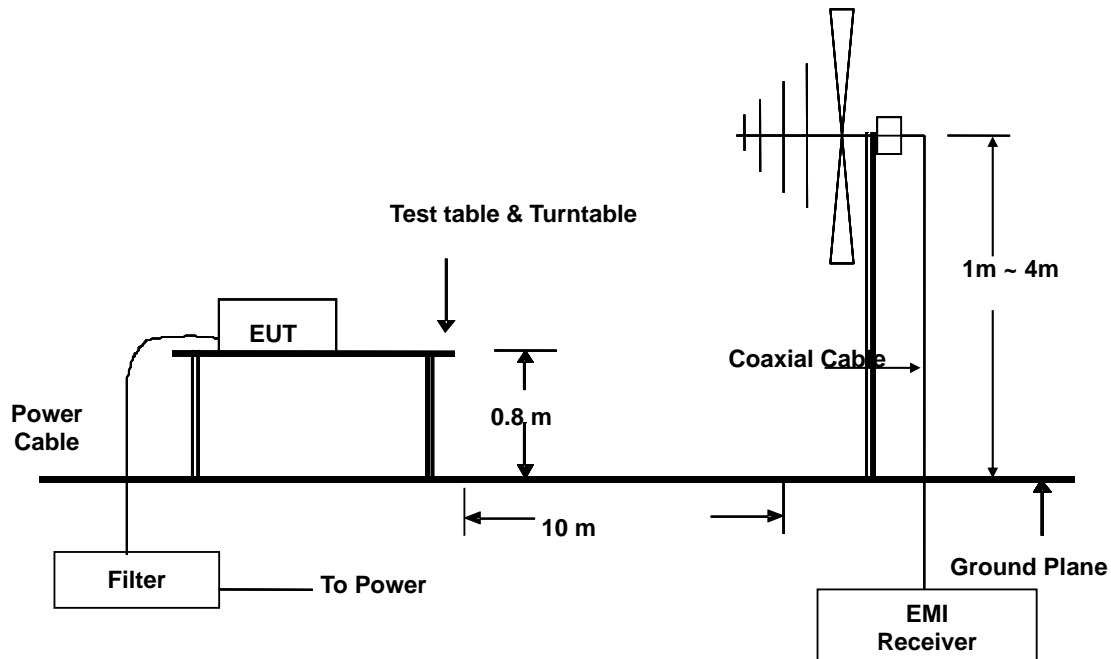 Test table & Turntable
1m ~ 4m
EUT
Coaxial Cable
0.8 m
Power
Cable
10 m
Ground Plane
Filter
To Power
EMI
Receiver